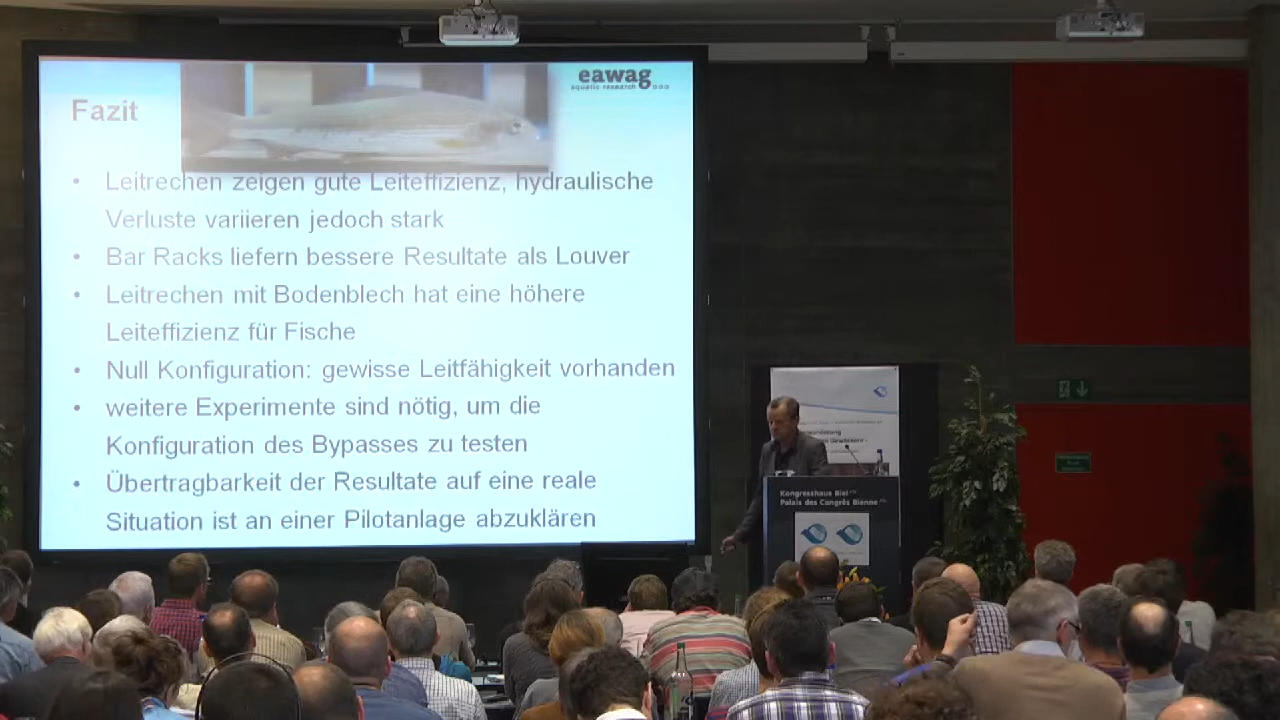 eawag
aquatic research
Fazit
• Leitrechen zeigen gute Leiteffizienz, hydraulische
Verluste variieren jedoch stark
• Bar Racks liefern bessere Resultate als Louver
• Leitrechen mit Bodenblech hat eine höhere
Leiteffizienz für Fische
• Null Konfiguration: gewisse Leitfähigkeit vorhanden
• weitere Experimente sind nötig, um die
Konfiguration des Bypasses zu testen
• Übertragbarkeit der Resultate auf eine reale
Situation ist an einer Pilotanlage abzuklären
Kongresshaus Biel
Palais des Congrès Bienne